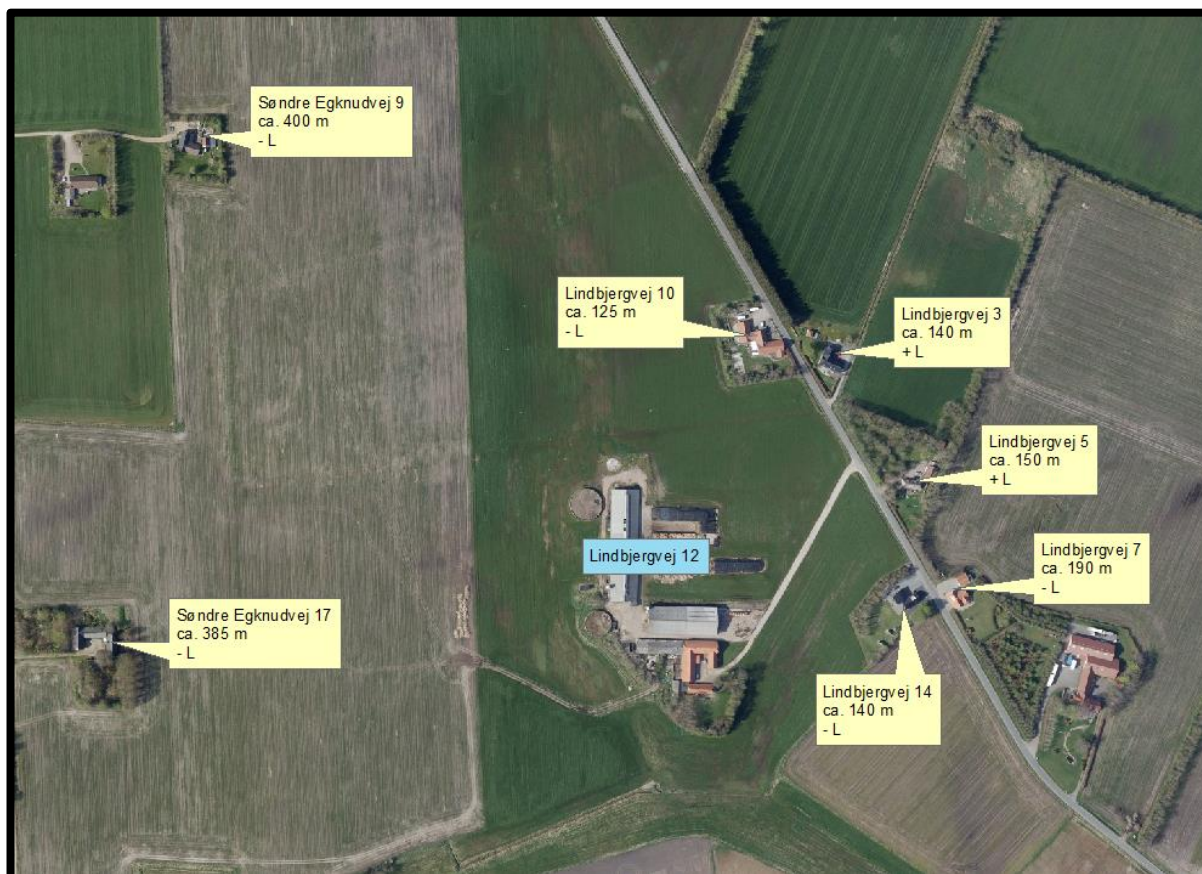 Søndre Egknudvej 9
ca. 400 m
- L
Lindbjergvej 10
ca. 125 m
- L
Lindbjergvej 3
ca. 140 m
+ L
Lindbjergvej 5
ca. 150 m
+ L
Lindbjergvej 12
Lindbjergvej 7
ca. 190 m
- L
Søndre Egknudvej 17
ca. 385 m
- L
Lindbjergvej 14
ca. 140 m
- L